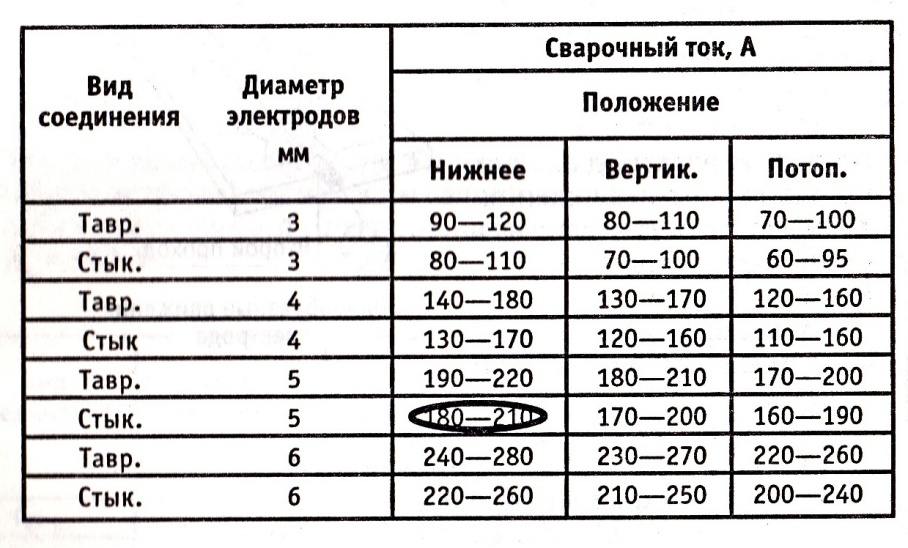 Вид соединения Диаметр электродов мм Сварочный ток, А
Положение
Нижнее Вертик. Потоп.
Тавр. 3 90—120 80—110 70—100
Стык. 3 80—110 70—100 60—95
Тавр. 4 140—180 130—170 120—160
Стык 4 130—170 120—160 110—160
Тавр. 5 190—220 180—210 170—200
Стык. 5 180—210 170—200 160—190
Тавр. 6 240—280 230—270 220—260
Стык. 6 220—260 210—250 200—240